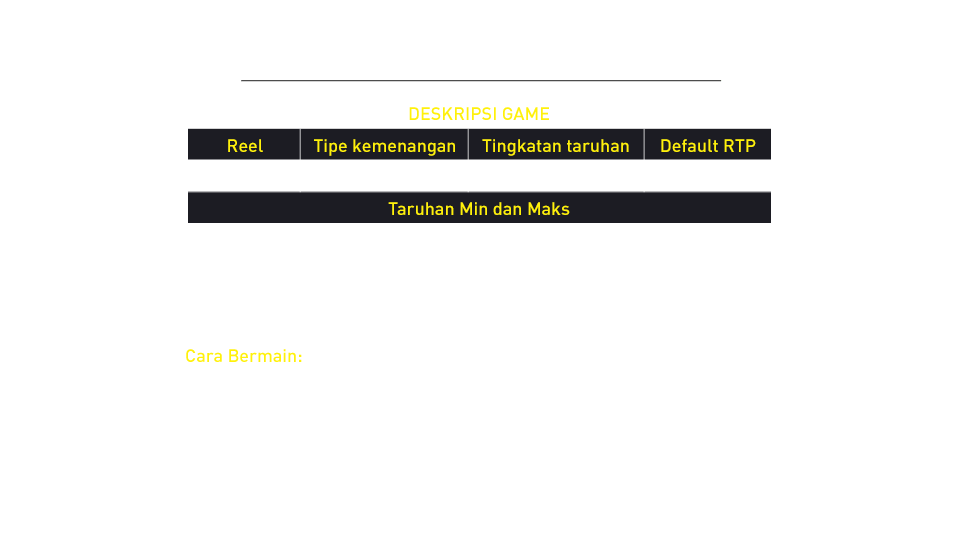 DESKRIPSI GAME
Reel Tipe kemenangan Tingkatan taruhan Default RTP
Taruhan Min dan Maks
Cara Bermain: